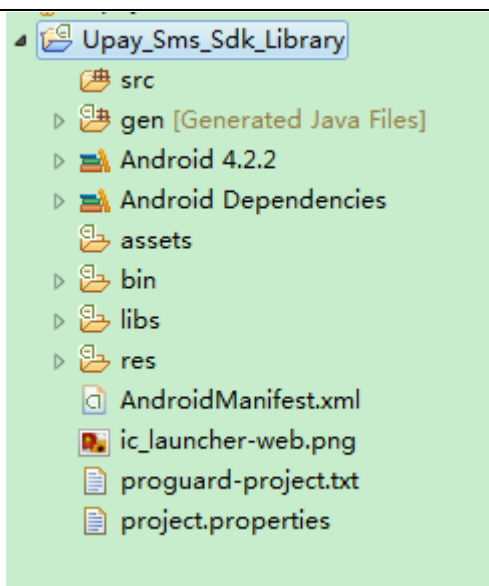 Upay_Sms_Sdk_Library
src
gen [Generated Java Files]
Android 4.2.2
Android Dependencies
assets
bin
libs
res
AndroidManifest.xml
ic_launcher-web.png
proguard-project.txt
project.properties